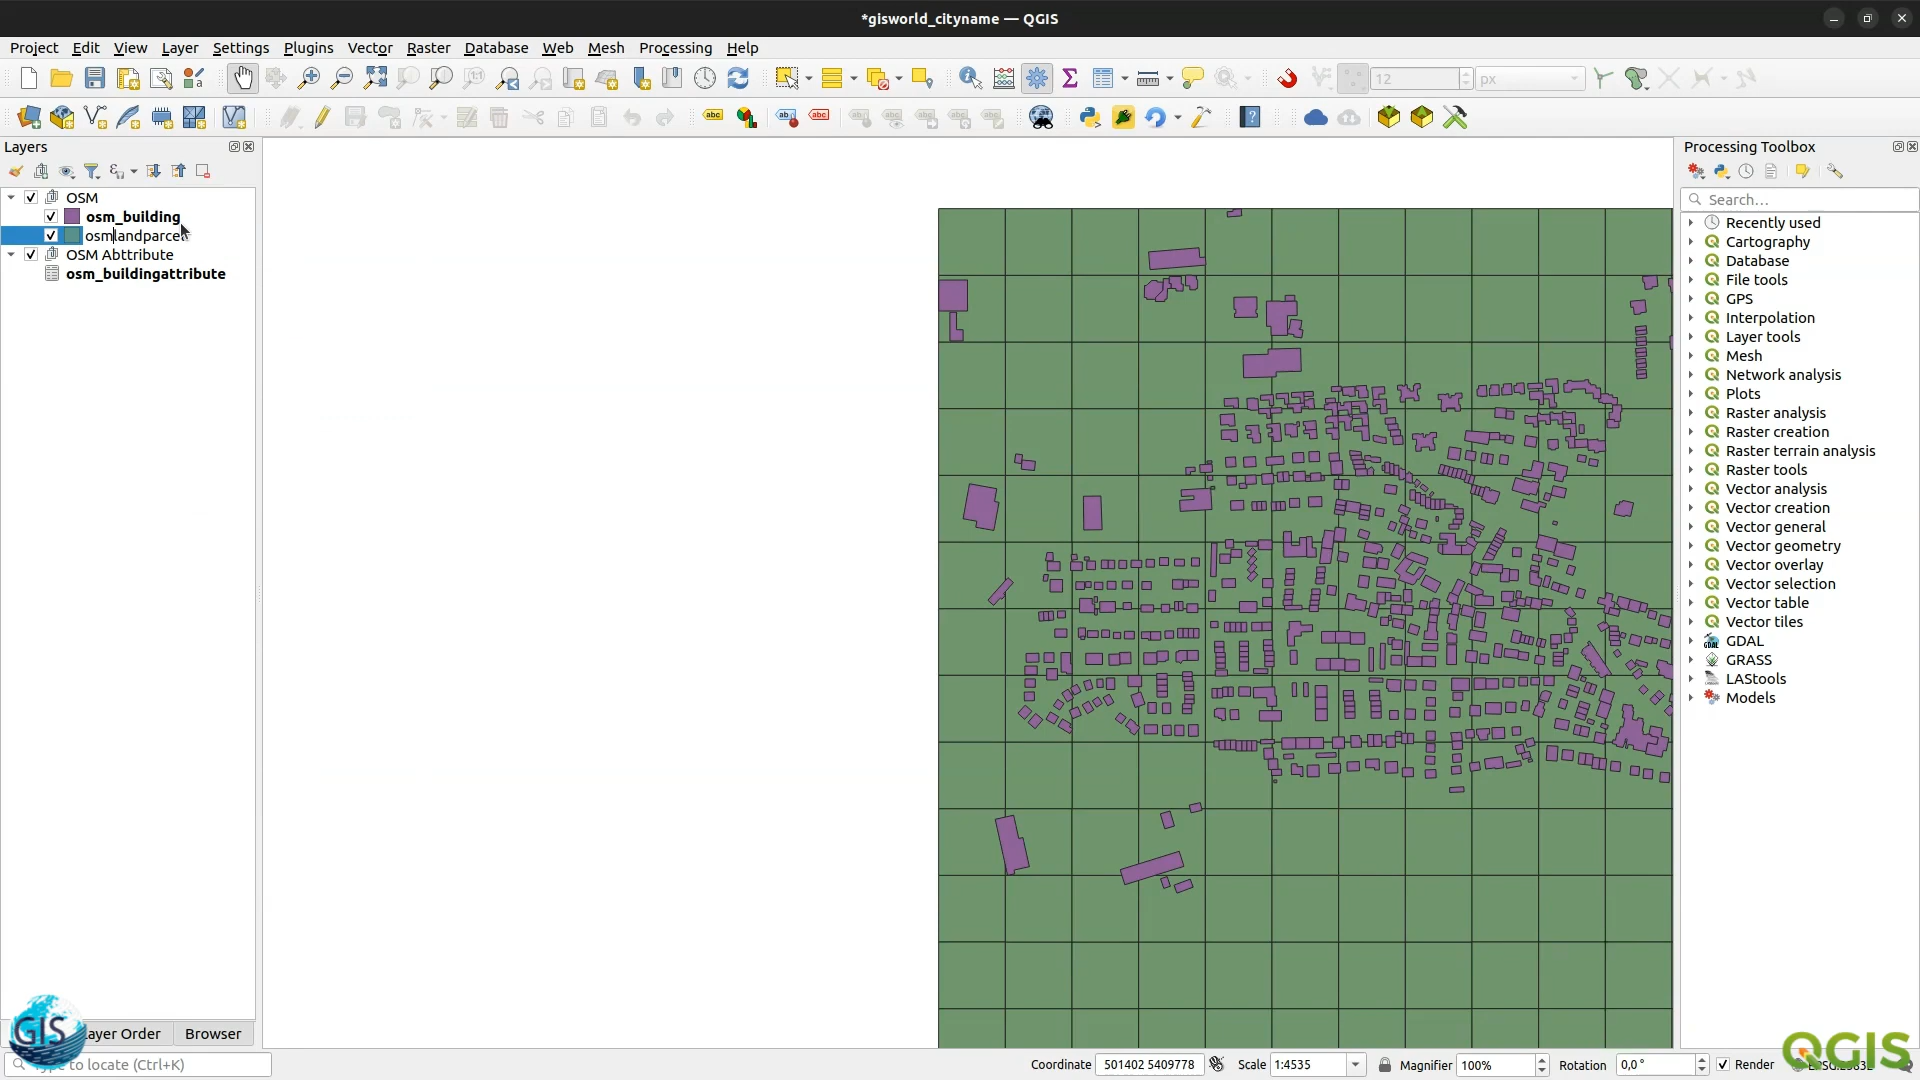 *gisworld_cityname — QGIS
Project Edit View Layer Settings Plugins Vector Raster Database Web Mesh Processing Help
12 px
abc abc abc
Layers
OSM
osm_building
osmlandparcel
OSM Abttribute
osm_buildingattribute
Processing Toolbox
Search...
Recently used
Cartography
Database
File tools
GPS
Interpolation
Layer tools
Mesh
Network analysis
Plots
Raster analysis
Raster creation
Raster terrain analysis
Raster tools
Vector analysis
Vector creation
Vector general
Vector geometry
Vector overlay
Vector selection
Vector table
Vector tiles
GDAL
GRASS
LAStools
Models
GIS
ayer Order Browser
to locate (Ctrl+K)
Coordinate 501402 5409778 Scale 1:4535 Magnifier 100% Rotation 0,0 ° Render
QGIS